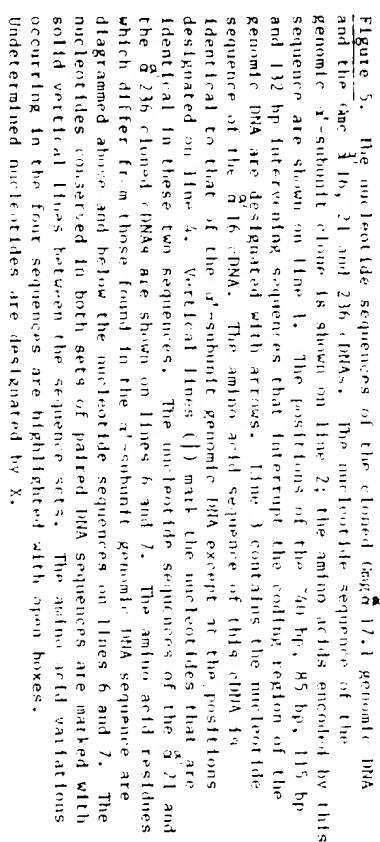 Figure 5. The nucleotide sequences of the cloned Gmg 17.1 genomic DNA
and the Gmc 16, 21 and 236 cDNAs. The nucleotide sequence of the
genomic α'-subunit clone is shown on line 2; the amino acids encoded by this
sequence are shown on line 1. The positions of the ~40 bp, 85 bp, 115 bp
and 132 bp intervening sequences that interrupt the coding region of the
genomic DNA are designated with arrows. Line 3 contains the nucleotide
sequence of the 16 cDNA. The amino acid sequence of this cDNA is
identical to that of the α'-subunit genomic DNA except at the positions
designated on line 4. Vertical lines (|) mark the nucleotides that are
identical in these two sequences. The nucleotide sequences of the 21 and
the 236 cloned cDNAs are shown on lines 6 and 7. The amino acid residues
which differ from those found in the α'-subunit genomic DNA sequence are
diagrammed above and below the nucleotide sequences on lines 6 and 7. The
nucleotides conserved in both sets of paired DNA sequences are marked with
solid vertical lines between the sequence sets. The amino acid variations
occurring in the four sequences are highlighted with open boxes.
Undetermined nucleotides are designated by X.